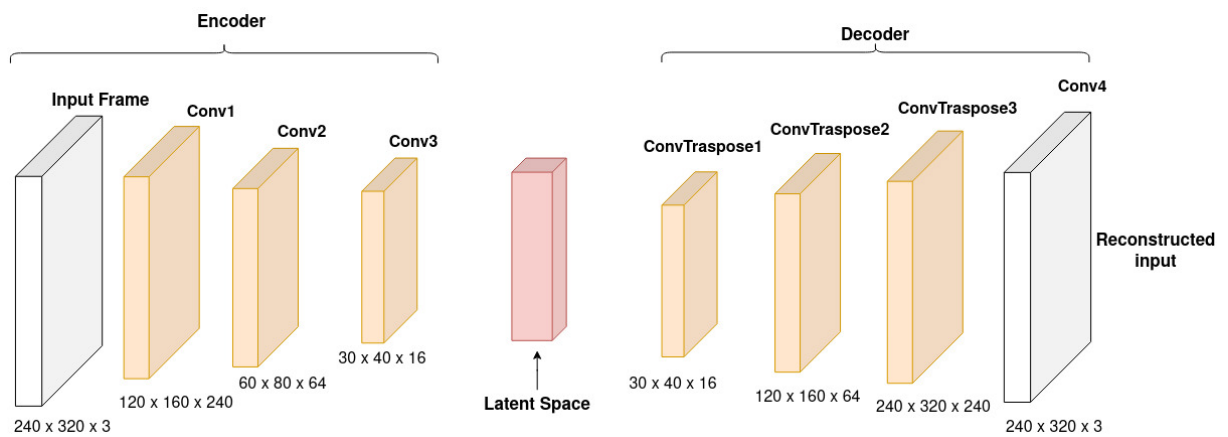 Encoder
Decoder
Input Frame
Conv1
Conv2
Conv3
ConvTraspose1
ConvTraspose2
ConvTraspose3
Conv4
Reconstructed
input
240 x 320 x 3
120 x 160 x 240
60 x 80 x 64
30 x 40 x 16
Latent Space
30 x 40 x 16
120 x 160 x 64
240 x 320 x 240
240 x 320 x 3